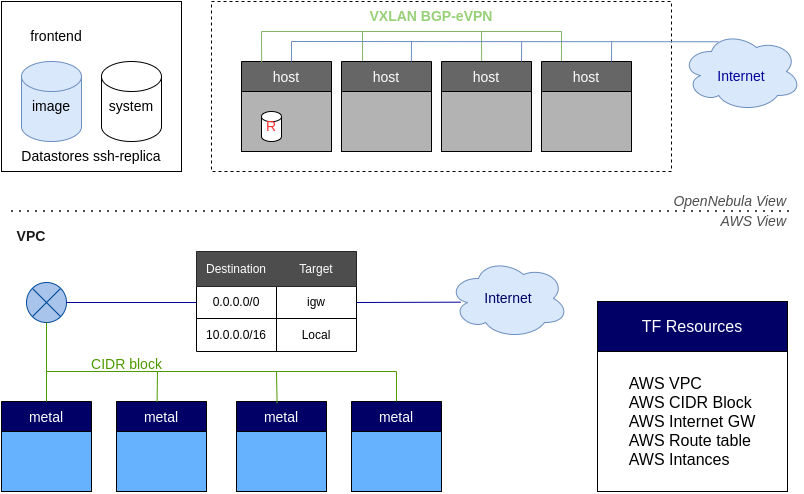 VXLAN BGP-eVPN
frontend
image
system
Datastores ssh-replica
host
host
host
host
R
Internet
OpenNebula View
AWS View
VPC
Destination Target
0.0.0.0/0 igw
10.0.0.0/16 Local
Internet
CIDR block
metal
metal
metal
metal
TF Resources
AWS VPC
AWS CIDR Block
AWS Internet GW
AWS Route table
AWS Intances